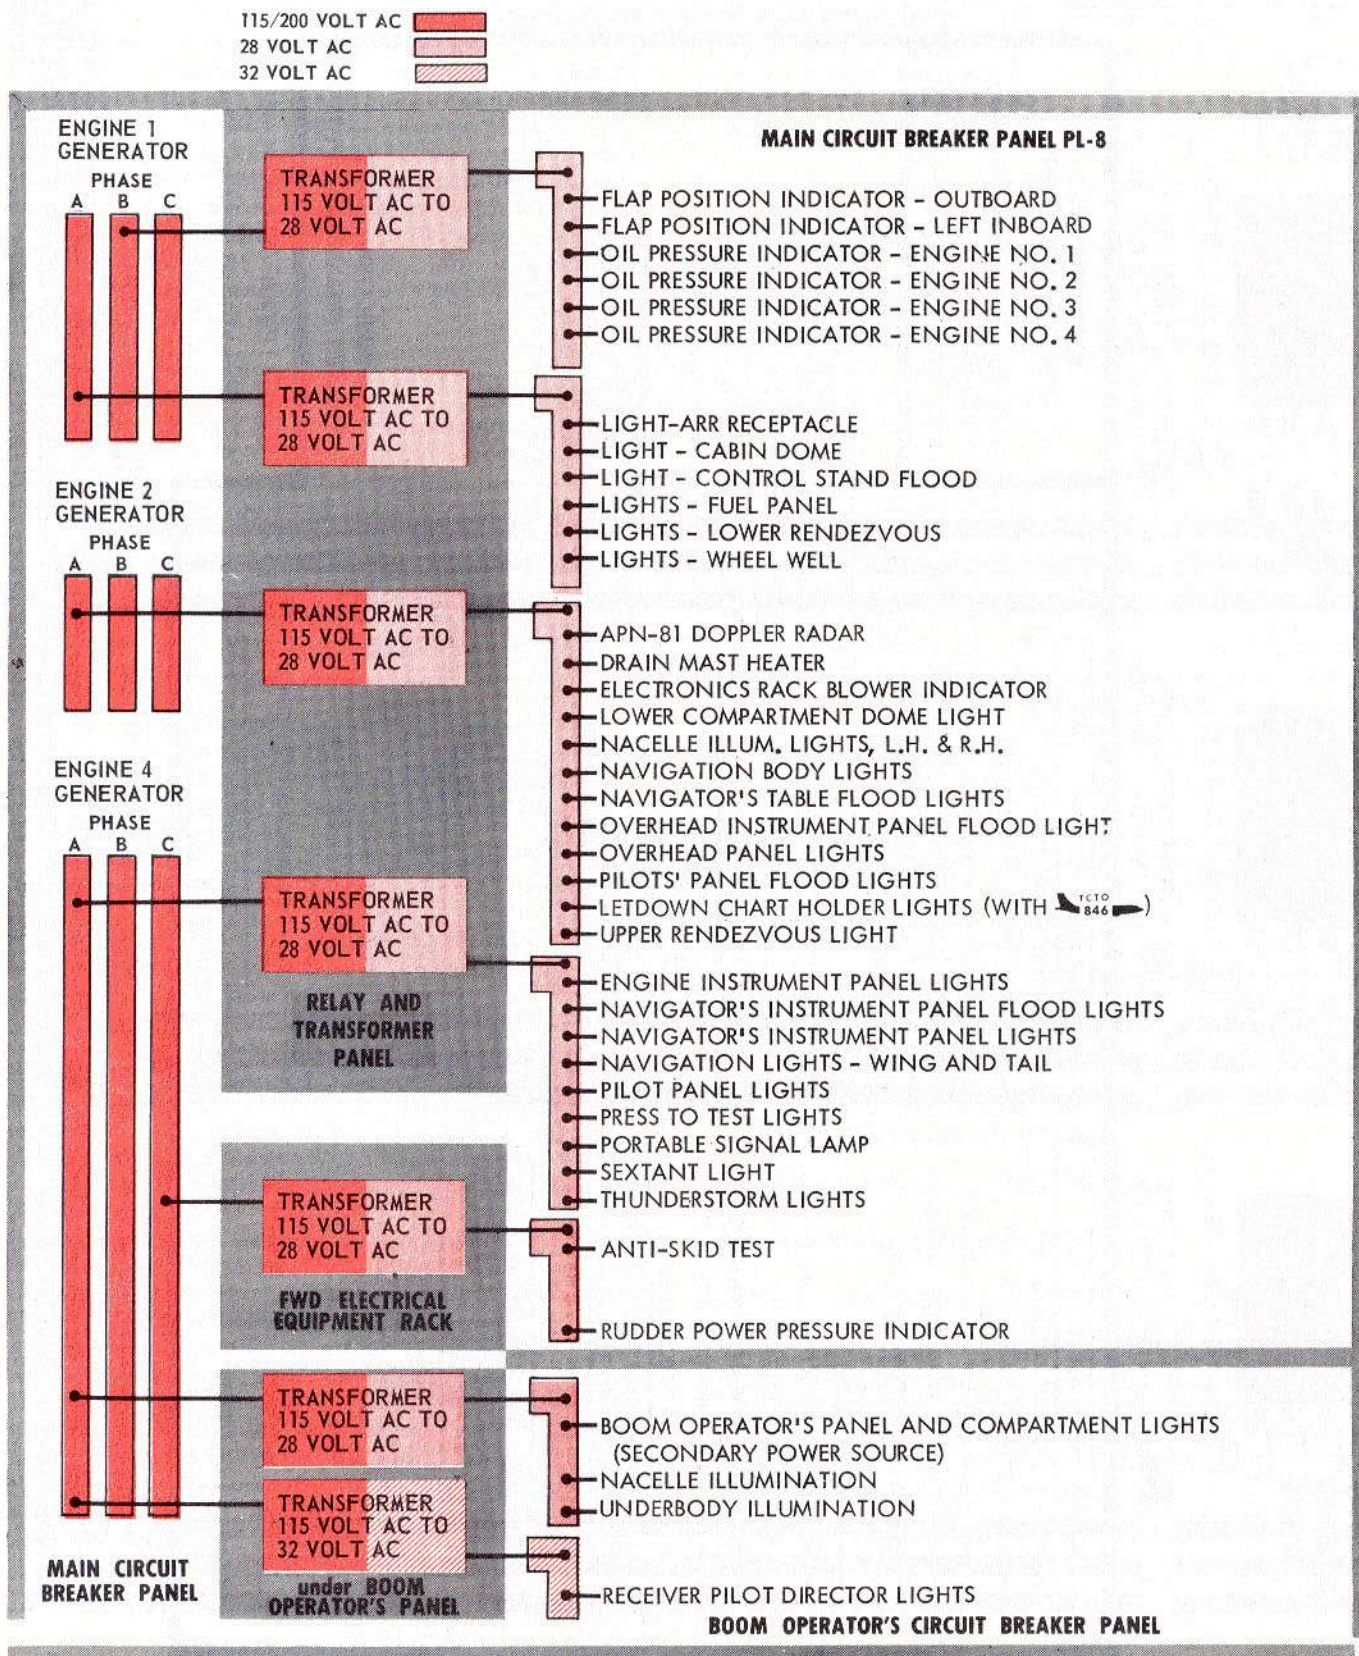 115/200 VOLT AC
28 VOLT AC
32 VOLT AC
ENGINE 1
GENERATOR
PHASE
A B C
TRANSFORMER
115 VOLT AC TO
28 VOLT AC
MAIN CIRCUIT BREAKER PANEL PL-8
FLAP POSITION INDICATOR - OUTBOARD
FLAP POSITION INDICATOR - LEFT INBOARD
OIL PRESSURE INDICATOR - ENGINE NO. 1
OIL PRESSURE INDICATOR - ENGINE NO. 2
OIL PRESSURE INDICATOR - ENGINE NO. 3
OIL PRESSURE INDICATOR - ENGINE NO. 4
TRANSFORMER
115 VOLT AC TO
28 VOLT AC
LIGHT-ARR RECEPTACLE
LIGHT - CABIN DOME
LIGHT - CONTROL STAND FLOOD
LIGHTS - FUEL PANEL
LIGHTS - LOWER RENDEZVOUS
LIGHTS - WHEEL WELL
ENGINE 2
GENERATOR
PHASE
A B C
TRANSFORMER
115 VOLT AC TO
28 VOLT AC
APN-81 DOPPLER RADAR
DRAIN MAST HEATER
ELECTRONICS RACK BLOWER INDICATOR
LOWER COMPARTMENT DOME LIGHT
NACELLE ILLUM. LIGHTS, L.H. & R.H.
NAVIGATION BODY LIGHTS
NAVIGATOR'S TABLE FLOOD LIGHTS
OVERHEAD INSTRUMENT PANEL FLOOD LIGHT
OVERHEAD PANEL LIGHTS
PILOTS' PANEL FLOOD LIGHTS
LETDOWN CHART HOLDER LIGHTS (WITH TCTO 846)
UPPER RENDEZVOUS LIGHT
ENGINE 4
GENERATOR
PHASE
A B C
TRANSFORMER
115 VOLT AC TO
28 VOLT AC
RELAY AND
TRANSFORMER
PANEL
ENGINE INSTRUMENT PANEL LIGHTS
NAVIGATOR'S INSTRUMENT PANEL FLOOD LIGHTS
NAVIGATOR'S INSTRUMENT PANEL LIGHTS
NAVIGATION LIGHTS - WING AND TAIL
PILOT PANEL LIGHTS
PRESS TO TEST LIGHTS
PORTABLE SIGNAL LAMP
SEXTANT LIGHT
THUNDERSTORM LIGHTS
TRANSFORMER
115 VOLT AC TO
28 VOLT AC
FWD ELECTRICAL
EQUIPMENT RACK
ANTI-SKID TEST
RUDDER POWER PRESSURE INDICATOR
TRANSFORMER
115 VOLT AC TO
28 VOLT AC
BOOM OPERATOR'S PANEL AND COMPARTMENT LIGHTS
(SECONDARY POWER SOURCE)
NACELLE ILLUMINATION
UNDERBODY ILLUMINATION
TRANSFORMER
115 VOLT AC TO
32 VOLT AC
under BOOM
OPERATOR'S PANEL
RECEIVER PILOT DIRECTOR LIGHTS
MAIN CIRCUIT
BREAKER PANEL
BOOM OPERATOR'S CIRCUIT BREAKER PANEL